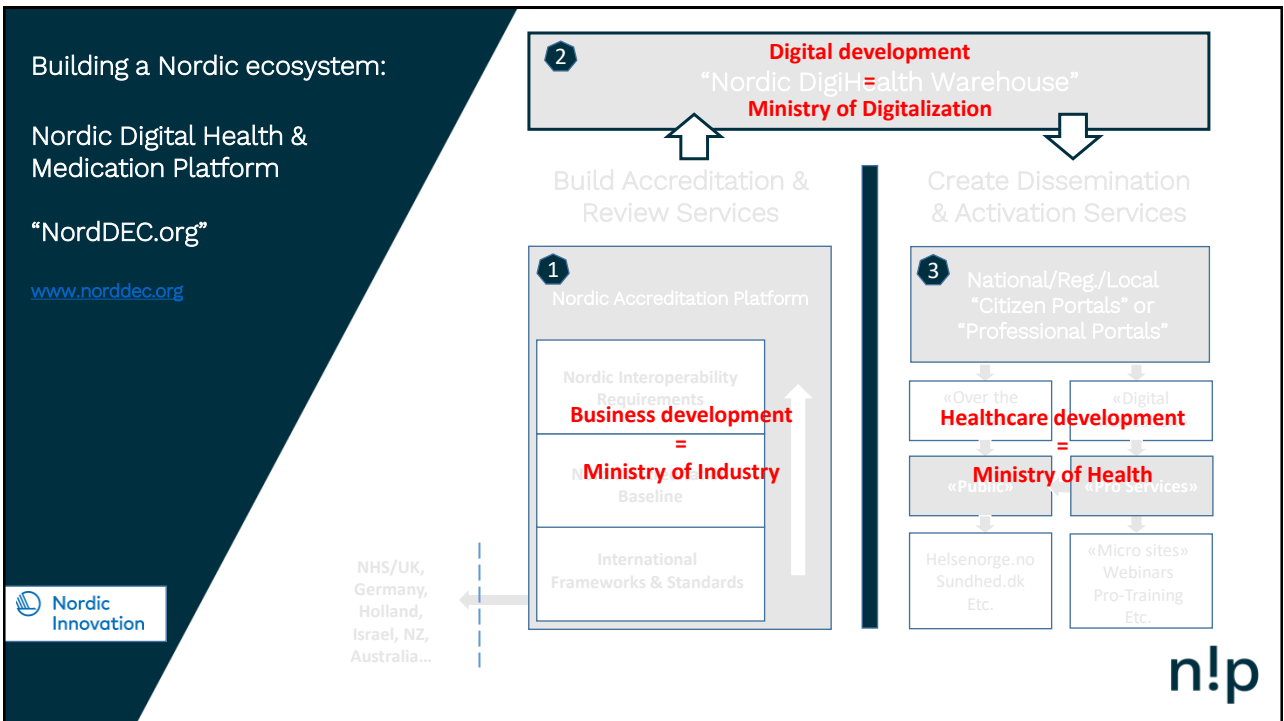 Building a Nordic ecosystem:
Nordic Digital Health &
Medication Platform
“NordDEC.org”
www.norddec.org
Nordic
Innovation
2
Digital development
“Nordic DigiHealth Warehouse”
=
Ministry of Digitalization
Build Accreditation &
Review Services
Create Dissemination
& Activation Services
1
Nordic Accreditation Platform
Nordic Interoperability
Requirements
Business development
=
Ministry of Industry
Baseline
International
Frameworks & Standards
NHS/UK,
Germany,
Holland,
Israel, NZ,
Australia...
3
National/Reg./Local
“Citizen Portals” or
“Professional Portals”
«Over the
«Digital
Healthcare development
=
Ministry of Health
«Public»
«Pro Services»
Helsenorge.no
Sundhed.dk
Etc.
«Micro sites»
Webinars
Pro-Training
Etc.
n!p